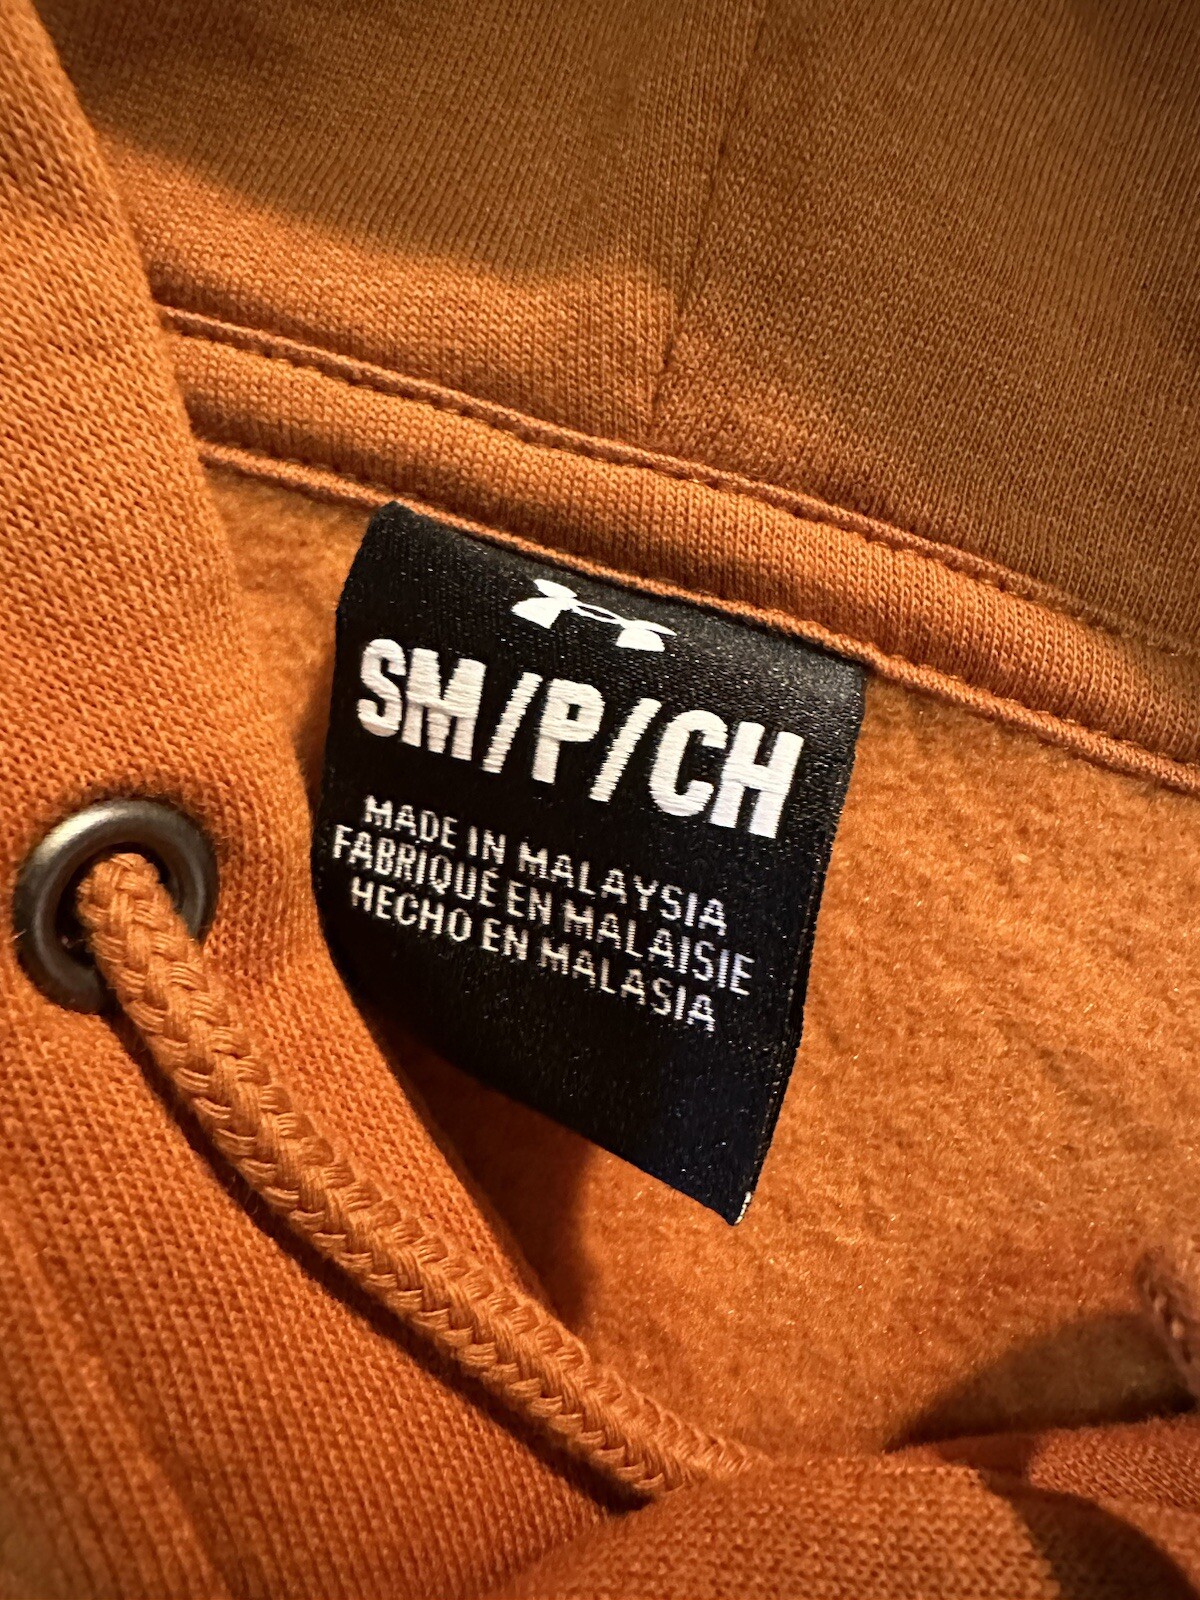 SM/P/CH
MADE IN MALAYSIA
FABRIQUÉ EN MALAISIE
HECHO EN MALASIA